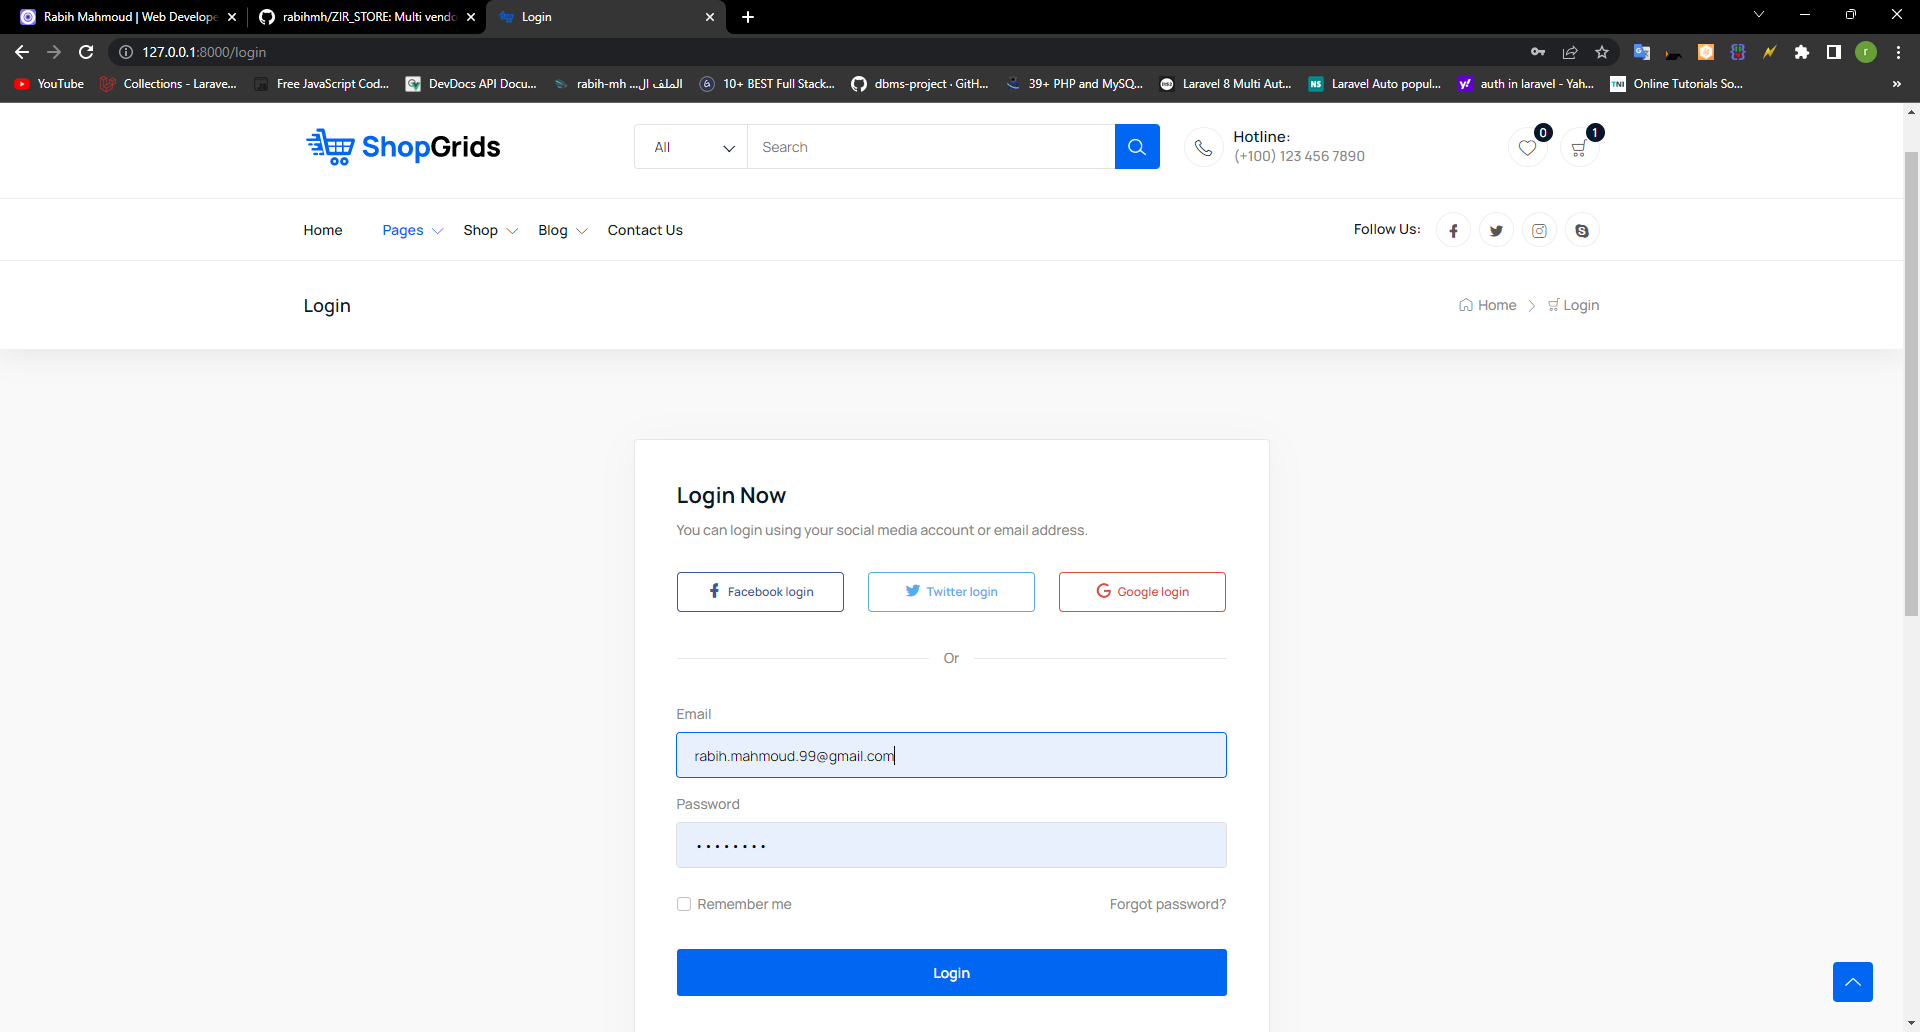 Rabih Mahmoud | Web Develope
rabihmh/ZIR_STORE: Multi vendo
Login
127.0.0.1:8000/login
r
YouTube
Collections - Larave...
Free JavaScript Cod...
DevDocs API Docu...
rabih-mh ...الملف ال
10+ BEST Full Stack...
dbms-project · GitH...
39+ PHP and MySQ...
Laravel 8 Multi Aut...
Laravel Auto popul...
auth in laravel - Yah...
Online Tutorials So...
»
ShopGrids
All
Search
Hotline:
(+100) 123 456 7890
0
1
Home
Pages
Shop
Blog
Contact Us
Follow Us:
Login
Home
Login
Login Now
You can login using your social media account or email address.
Facebook login
Twitter login
Google login
Or
Email
rabih.mahmoud.99@gmail.com
Password
••••••••
Remember me
Forgot password?
Login